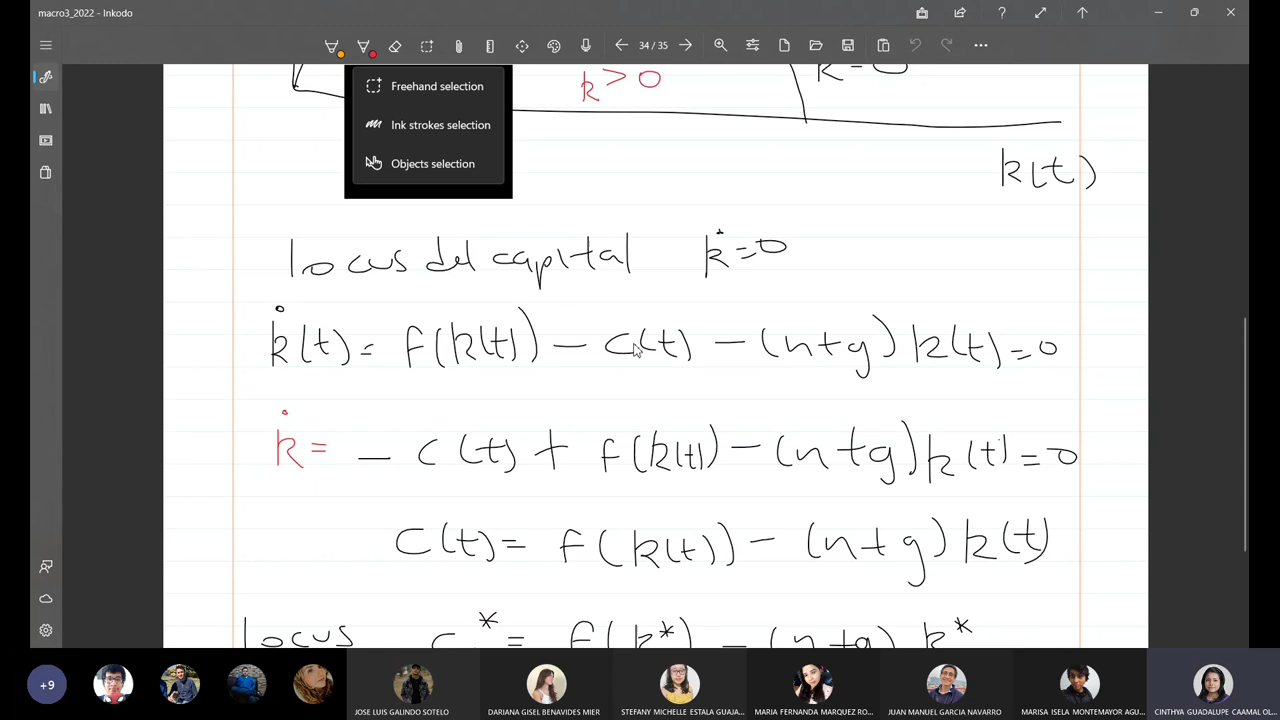 macro3_2022 - Inkodo
34 / 35
Freehand selection
Ink strokes selection
Objects selection
k > 0
k = 0
k(t)
locus del capital k̇ = 0
k̇(t) = f(k(t)) - c(t) - (n+g) k(t) = 0
k̇ = - c(t) + f(k(t)) - (n+g) k(t) = 0
c(t) = f(k(t)) - (n+g) k(t)
locus c* = f(k*) - (n+g) k*
+9
JOSE LUIS GALINDO SOTELO
DARIANA GISEL BENAVIDES MIER
STEFANY MICHELLE ESTALA GUAJA...
MARIA FERNANDA MARQUEZ RO...
JUAN MANUEL GARCIA NAVARRO
MARISA ISELA MONTEMAYOR AGU...
CINTHYA GUADALUPE CAAMAL OL...